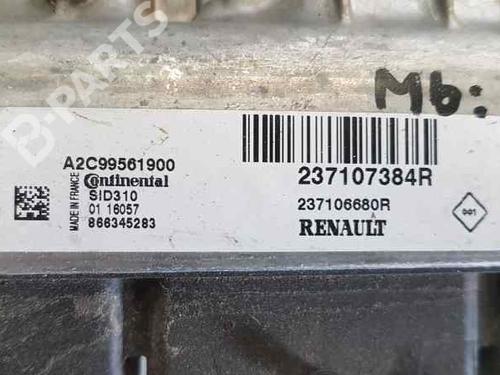 B-PARTS
Mb:
A2C99561900
MADE IN FRANCE
Continental
SID310
01 16057
866345283
237107384R
237106680R
RENAULT
001